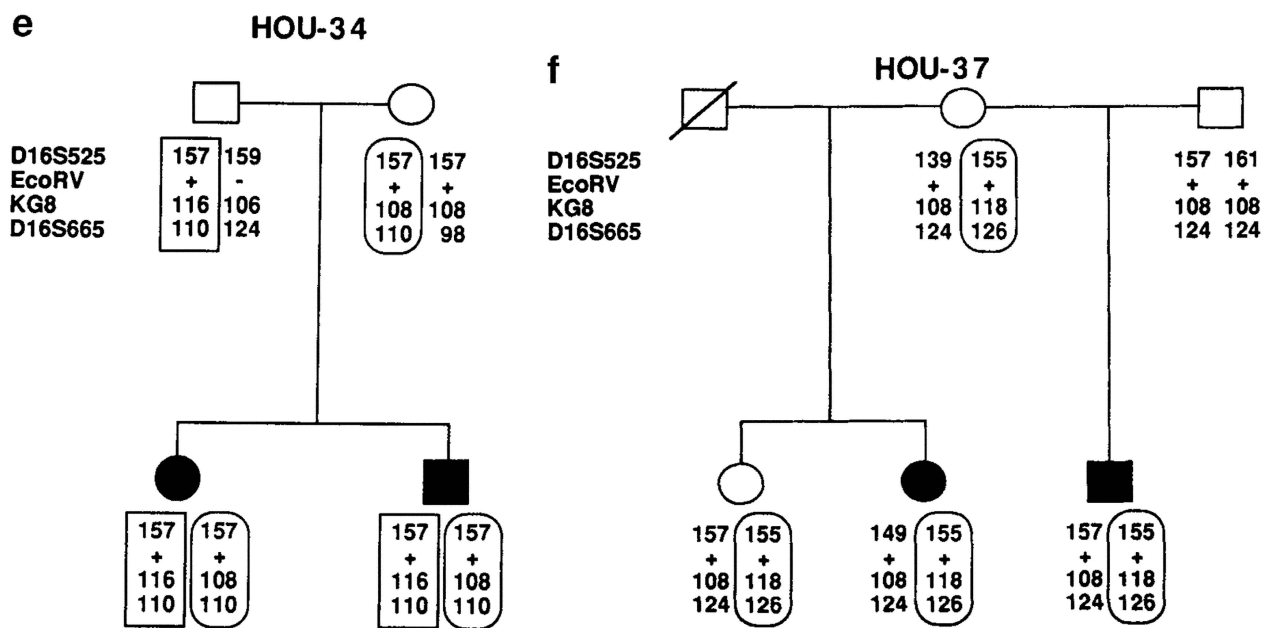 e
HOU-34
D16S525 157 159 157 157
EcoRV + - + +
KG8 116 106 108 108
D16S665 110 124 110 98
157 157 157 157
+ + + +
116 108 116 108
110 110 110 110
f
HOU-37
D16S525 139 155 157 161
EcoRV + + + +
KG8 108 118 108 108
D16S665 124 126 124 124
157 155 149 155 157 155
+ + + + + +
108 118 108 118 108 118
124 126 124 126 124 126